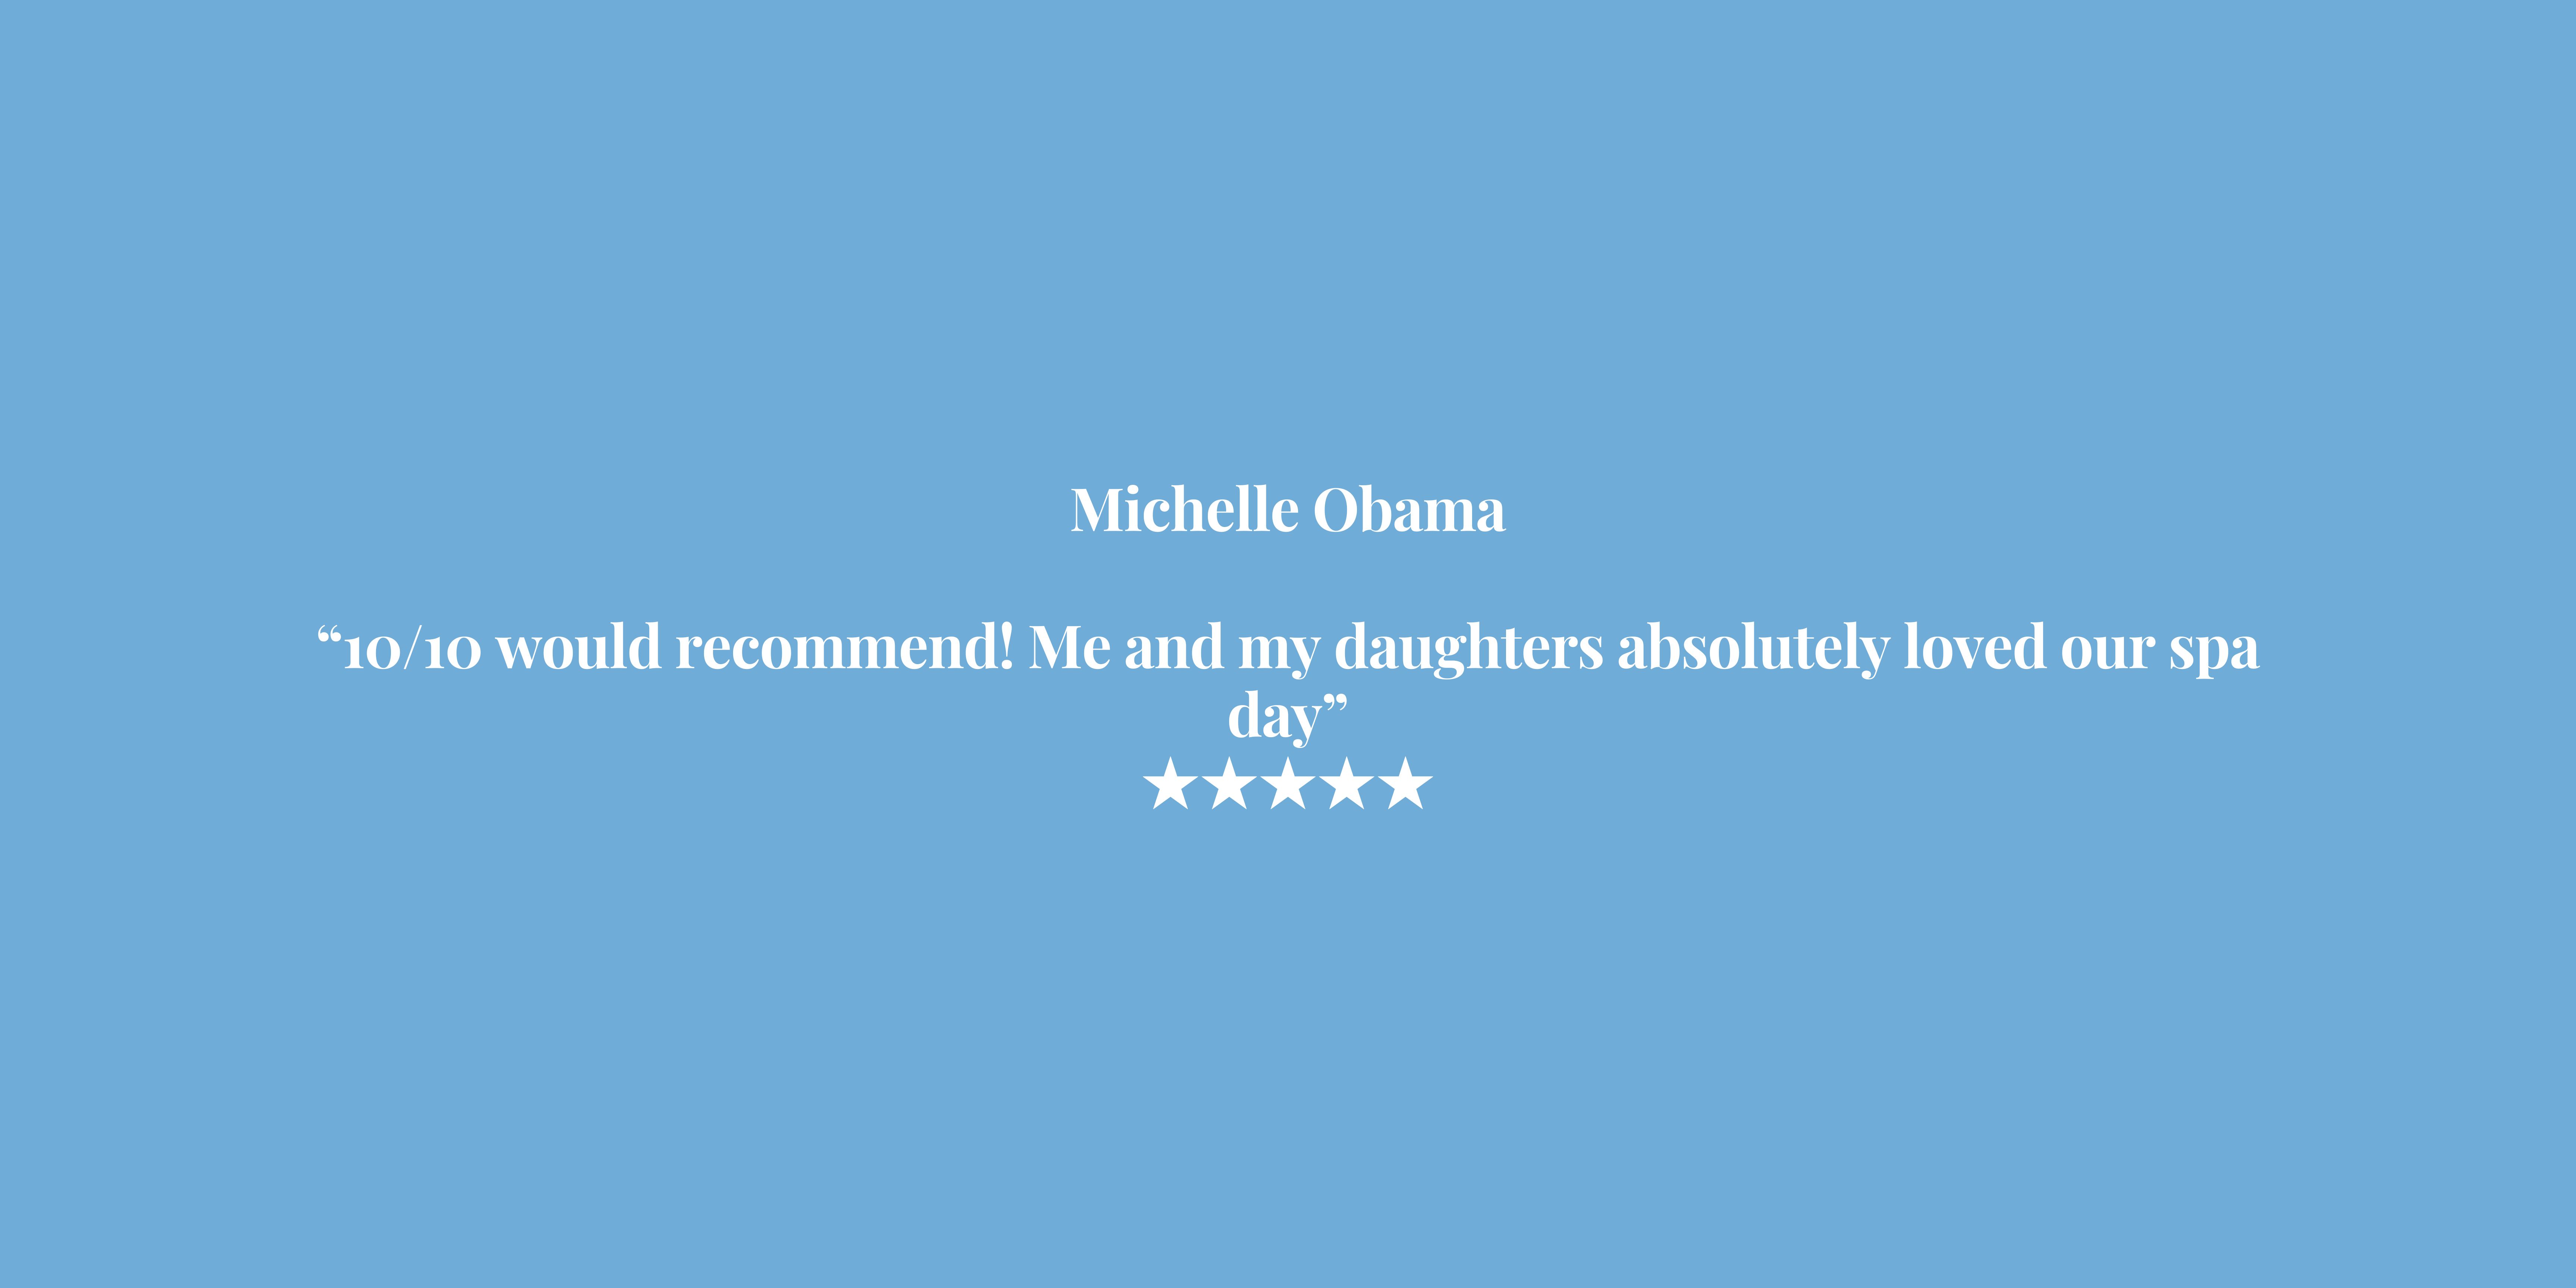 Michelle Obama
“10/10 would recommend! Me and my daughters absolutely loved our spa
day”
★★★★★